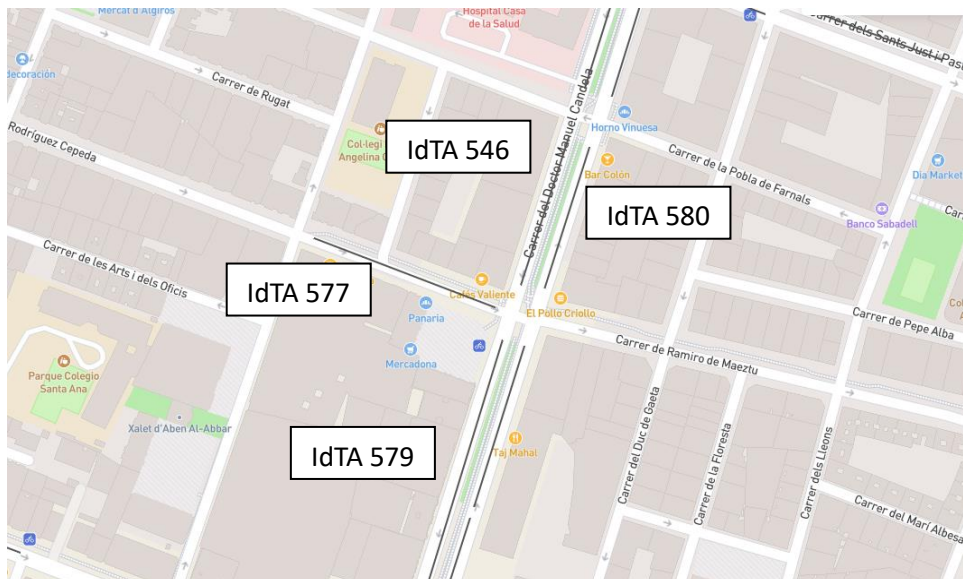 Mercat d'Algirós
Hospital Casa
de la Salud
Carrer dels Sants Just i Past
decoración
Carrer de Rugat
Carrer del Doctor Manuel Candela
Horno Vinuesa
Rodríguez Cepeda
Col·legi
Angelina C
IdTA 546
Bar Colón
Carrer de la Pobla de Farnals
Dia Market
IdTA 580
Banco Sabadell
Carrer de les Arts i dels Oficis
IdTA 577
Cafés Valiente
Panaria
El Pollo Criollo
Carrer de Pepe Alba
Mercadona
Carrer de Ramiro de Maeztu
Parque Colegio
Santa Ana
Xalet d'Aben Al-Abbar
IdTA 579
Taj Mahal
Carrer del Duc de Gaeta
Carrer de la Floresta
Carrer dels Lleons
Carrer del Marí Albesa